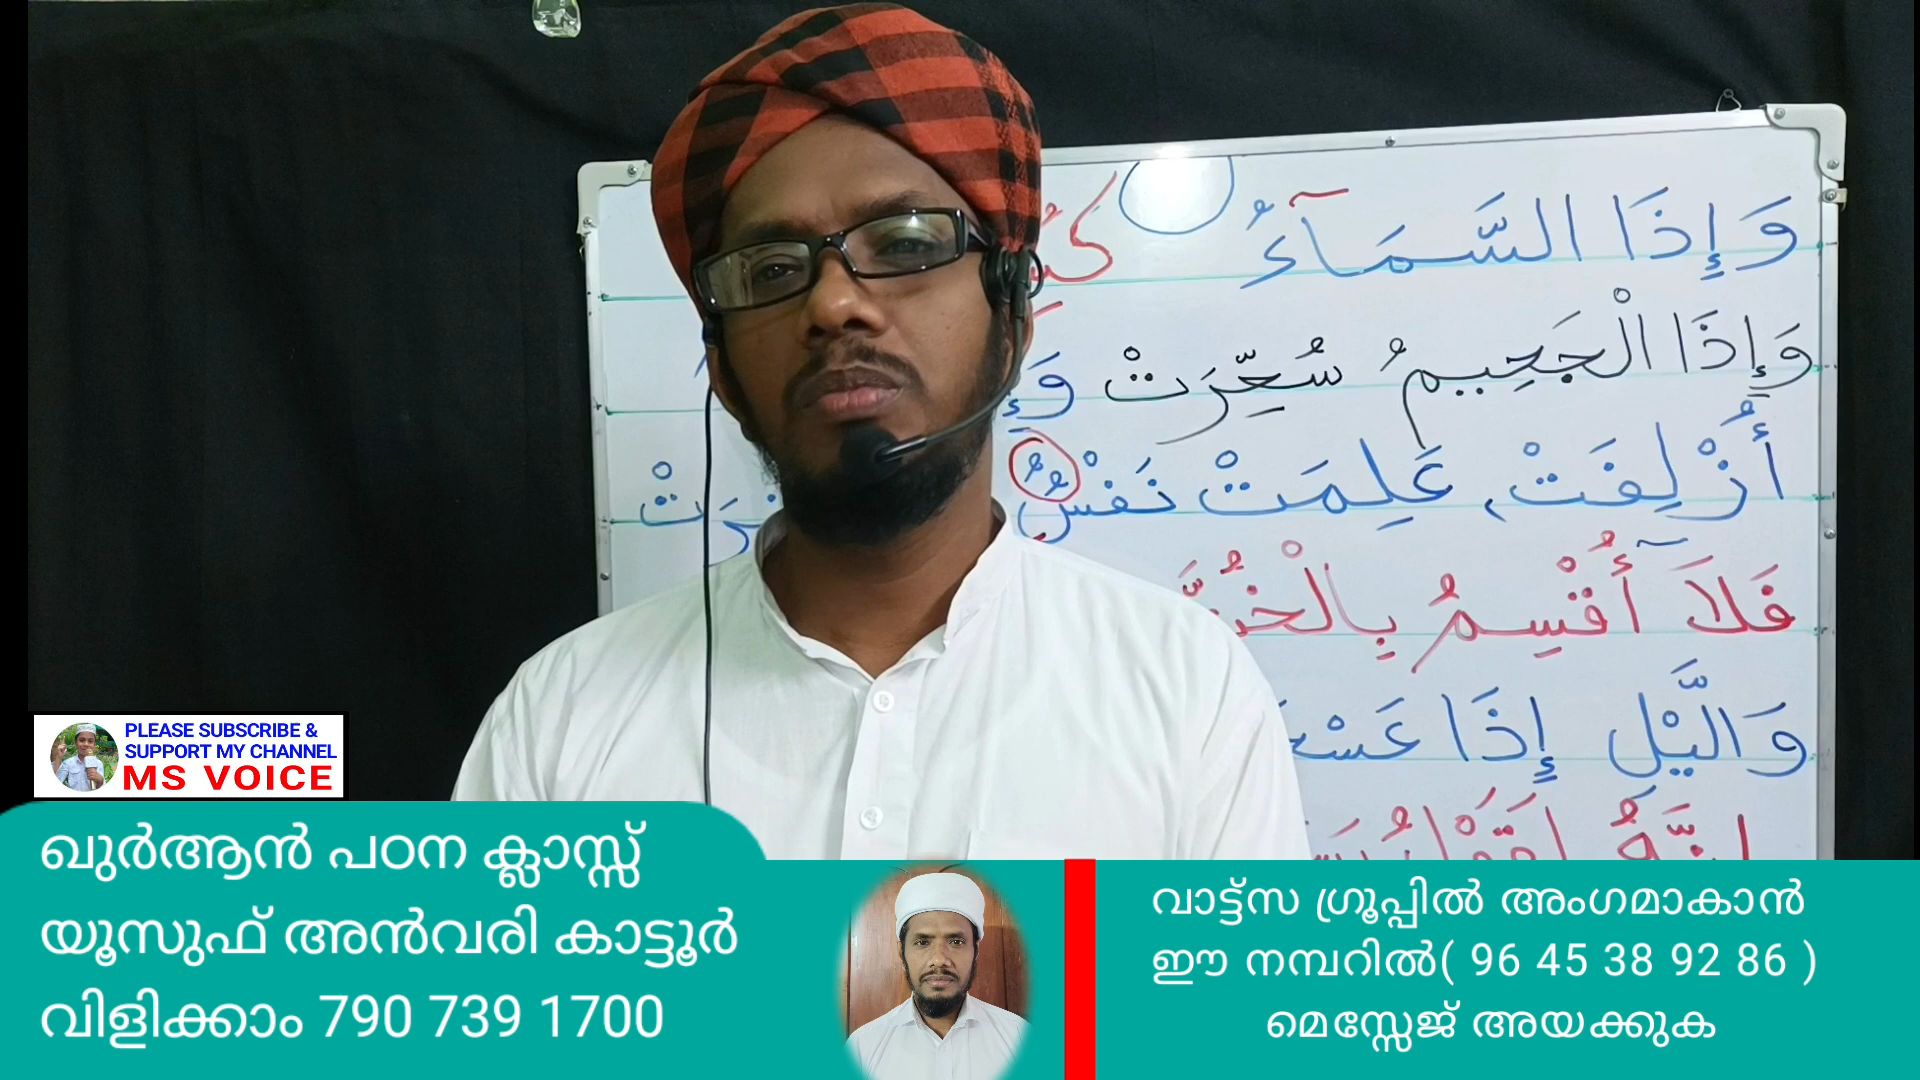 وَإِذَا السَّمَآءُ
وَإِذَا الْجَحِيمُ سُعِّرَتْ
أُزْلِفَتْ، عَلِمَتْ نَفْسٌ
فَلَآ أُقْسِمُ
وَالَّيْلِ إِذَا
PLEASE SUBSCRIBE &
SUPPORT MY CHANNEL
MS VOICE
ഖുർആൻ പഠന ക്ലാസ്സ്
യൂസുഫ് അൻവരി കാട്ടൂർ
വിളിക്കാം 790 739 1700
വാട്ട്സ ഗ്രൂപ്പിൽ അംഗമാകാൻ
ഈ നമ്പറിൽ( 96 45 38 92 86 )
മെസ്സേജ് അയക്കുക